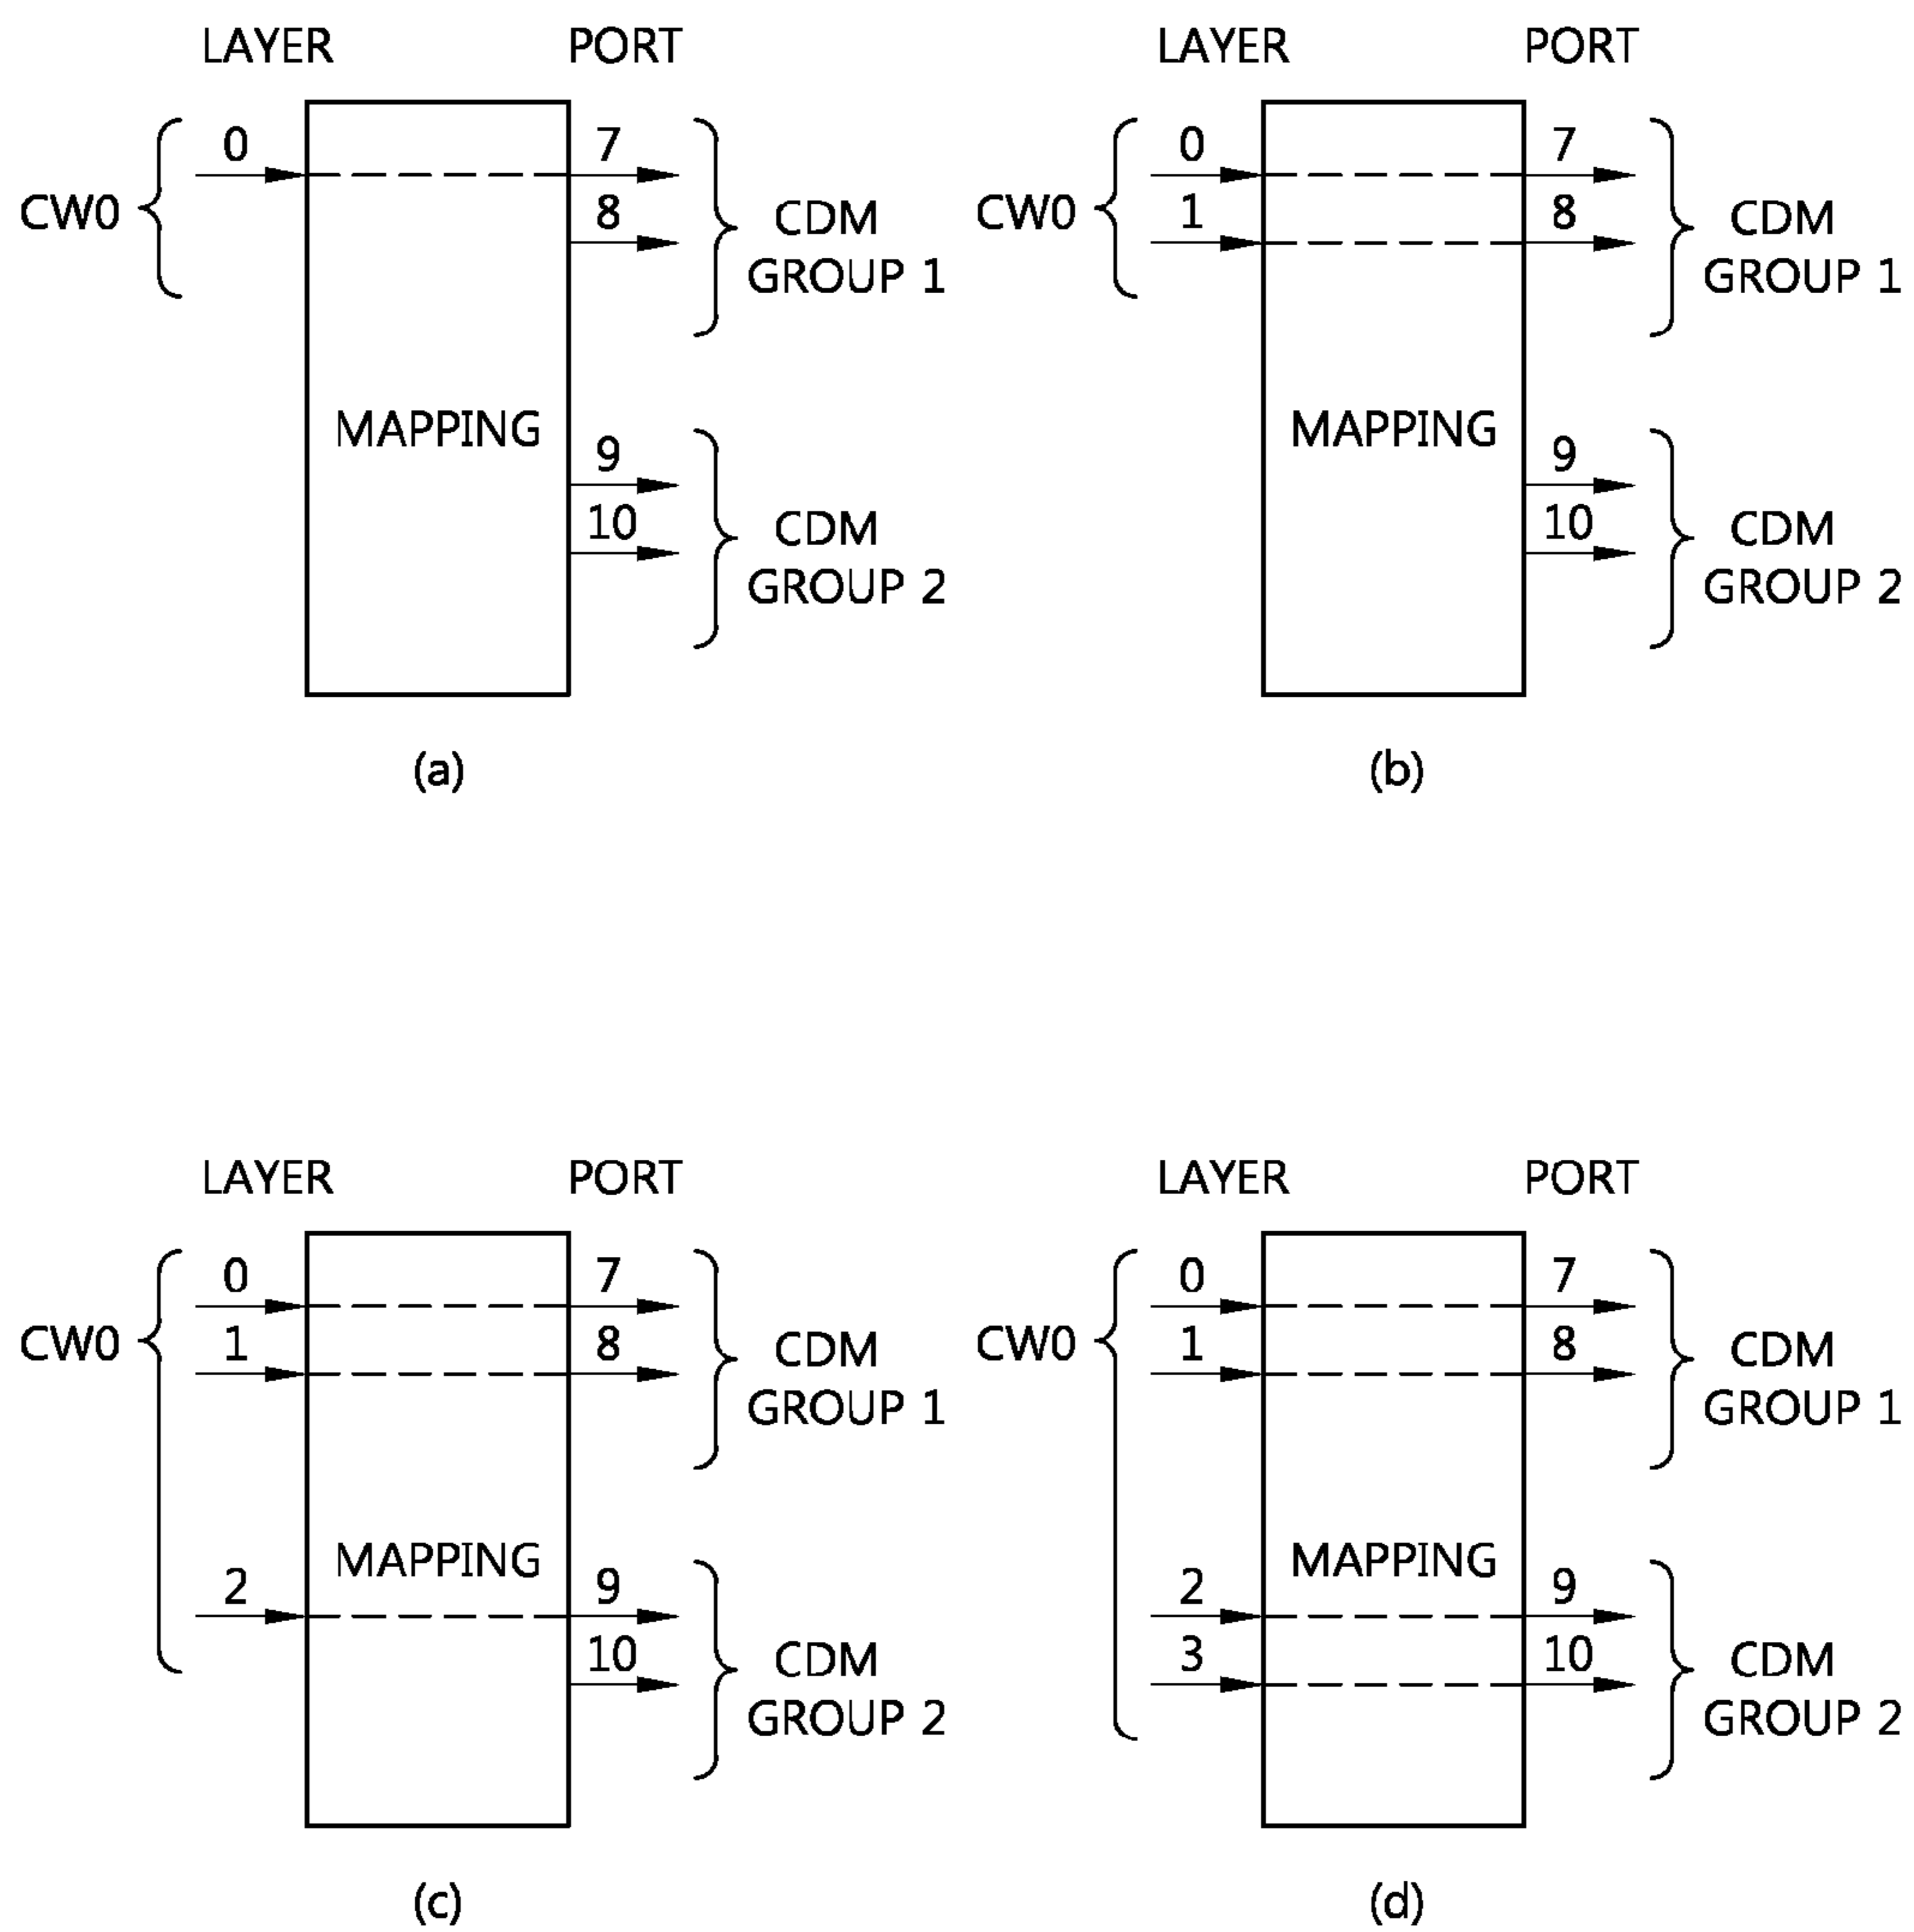 LAYER PORT
0 7
CW0 8 CDM
GROUP 1
MAPPING 9
10 CDM
GROUP 2
(a)
LAYER PORT
0 7
CW0 1 8 CDM
GROUP 1
MAPPING 9
10 CDM
GROUP 2
(b)
LAYER PORT
0 7
CW0 1 8 CDM
GROUP 1
MAPPING
2 9
10 CDM
GROUP 2
(c)
LAYER PORT
0 7
CW0 1 8 CDM
GROUP 1
MAPPING
2 9
3 10 CDM
GROUP 2
(d)